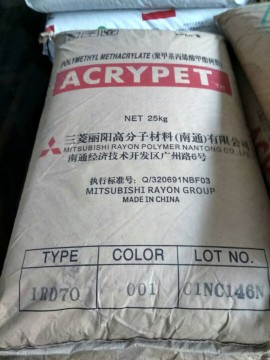 POLYMETHYL METHACRYLATE (聚甲基丙烯酸甲酯树脂)
ACRYPET
NET 25kg
三菱丽阳高分子材料(南通)有限公司
MITSUBISHI RAYON POLYMER NANTONG CO.,LTD.
南通经济技术开发区广州路6号
执行标准号: Q/320691NBF03
MITSUBISHI RAYON GROUP
MADE IN CHINA
TYPE COLOR LOT NO.
IRD70 001 C1NC146N